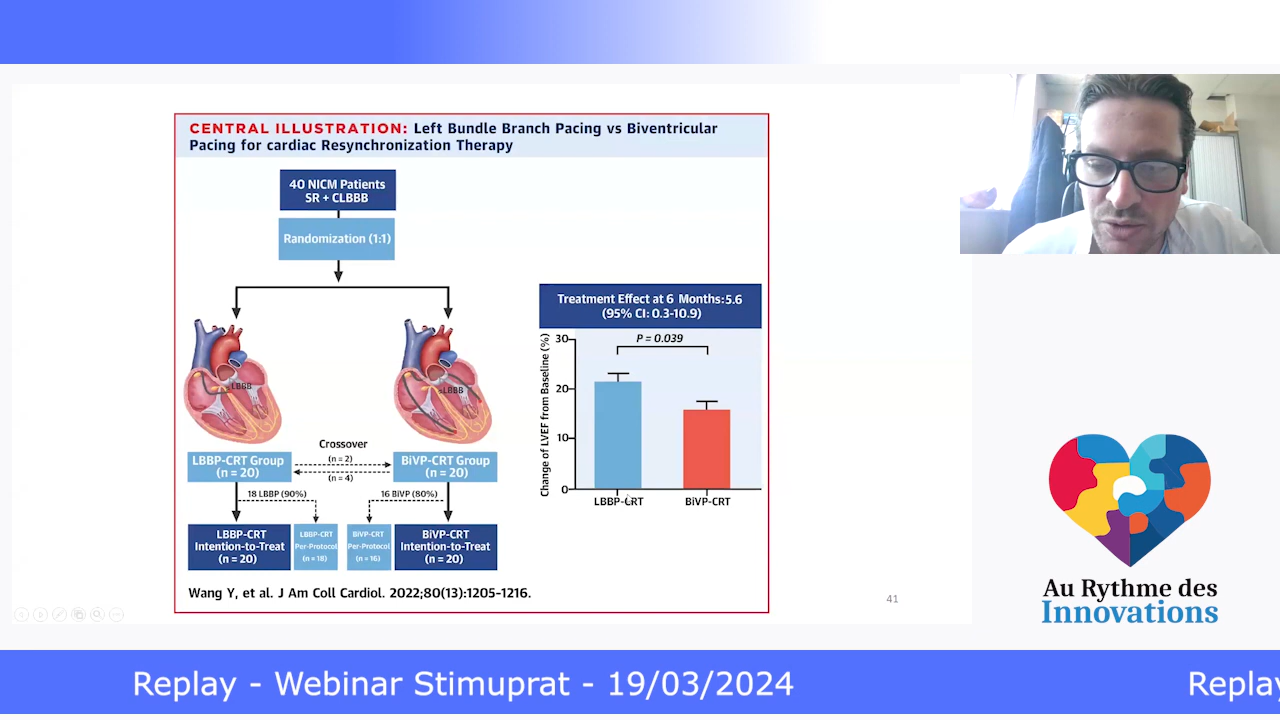 CENTRAL ILLUSTRATION: Left Bundle Branch Pacing vs Biventricular
Pacing for cardiac Resynchronization Therapy
40 NICM Patients
SR + CLBBB
Randomization (1:1)
LBBB
LBBB
Crossover
(n = 2)
(n = 4)
LBBP-CRT Group
(n = 20)
BiVP-CRT Group
(n = 20)
18 LBBP (90%)
16 BiVP (80%)
LBBP-CRT
Intention-to-Treat
(n = 20)
LBBP-CRT
Per-Protocol
(n = 18)
BiVP-CRT
Per-Protocol
(n = 16)
BiVP-CRT
Intention-to-Treat
(n = 20)
Treatment Effect at 6 Months:5.6
(95% CI: 0.3-10.9)
Change of LVEF from Baseline (%)
30
20
10
0
P = 0.039
LBBP-CRT
BiVP-CRT
Wang Y, et al. J Am Coll Cardiol. 2022;80(13):1205-1216.
41
Au Rythme des
Innovations
Replay - Webinar Stimuprat - 19/03/2024
Replay